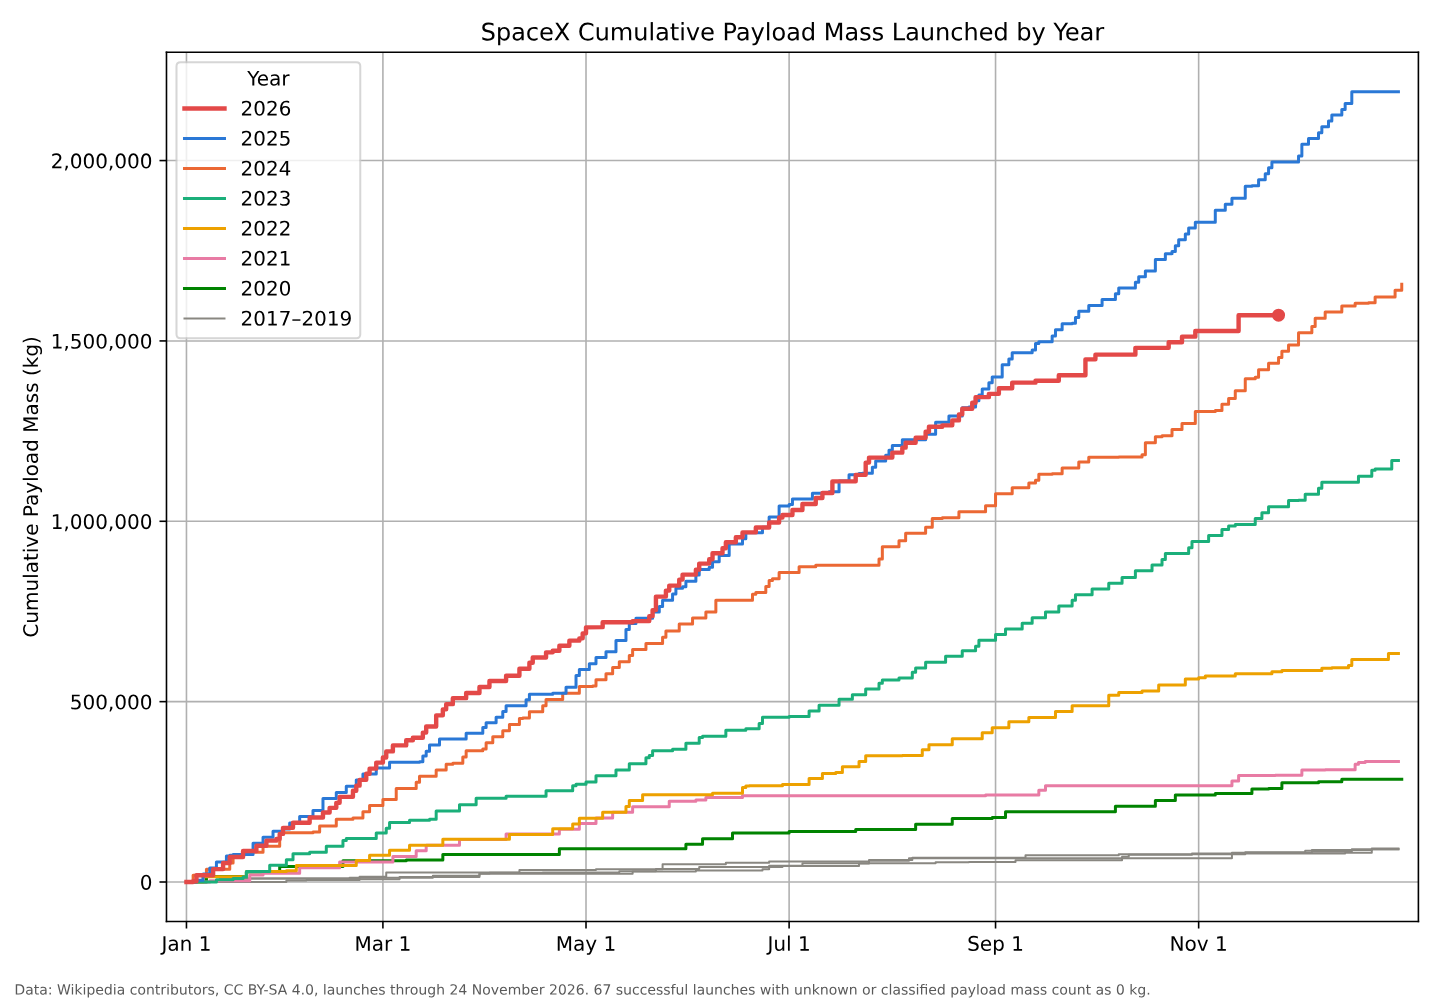 SpaceX Cumulative Payload Mass Launched by Year
Year
2026
2025
2024
2023
2022
2021
2020
2017–2019
Cumulative Payload Mass (kg)
2,000,000
1,500,000
1,000,000
500,000
0
Jan 1
Mar 1
May 1
Jul 1
Sep 1
Nov 1
Data: Wikipedia contributors, CC BY-SA 4.0, launches through 24 November 2026. 67 successful launches with unknown or classified payload mass count as 0 kg.